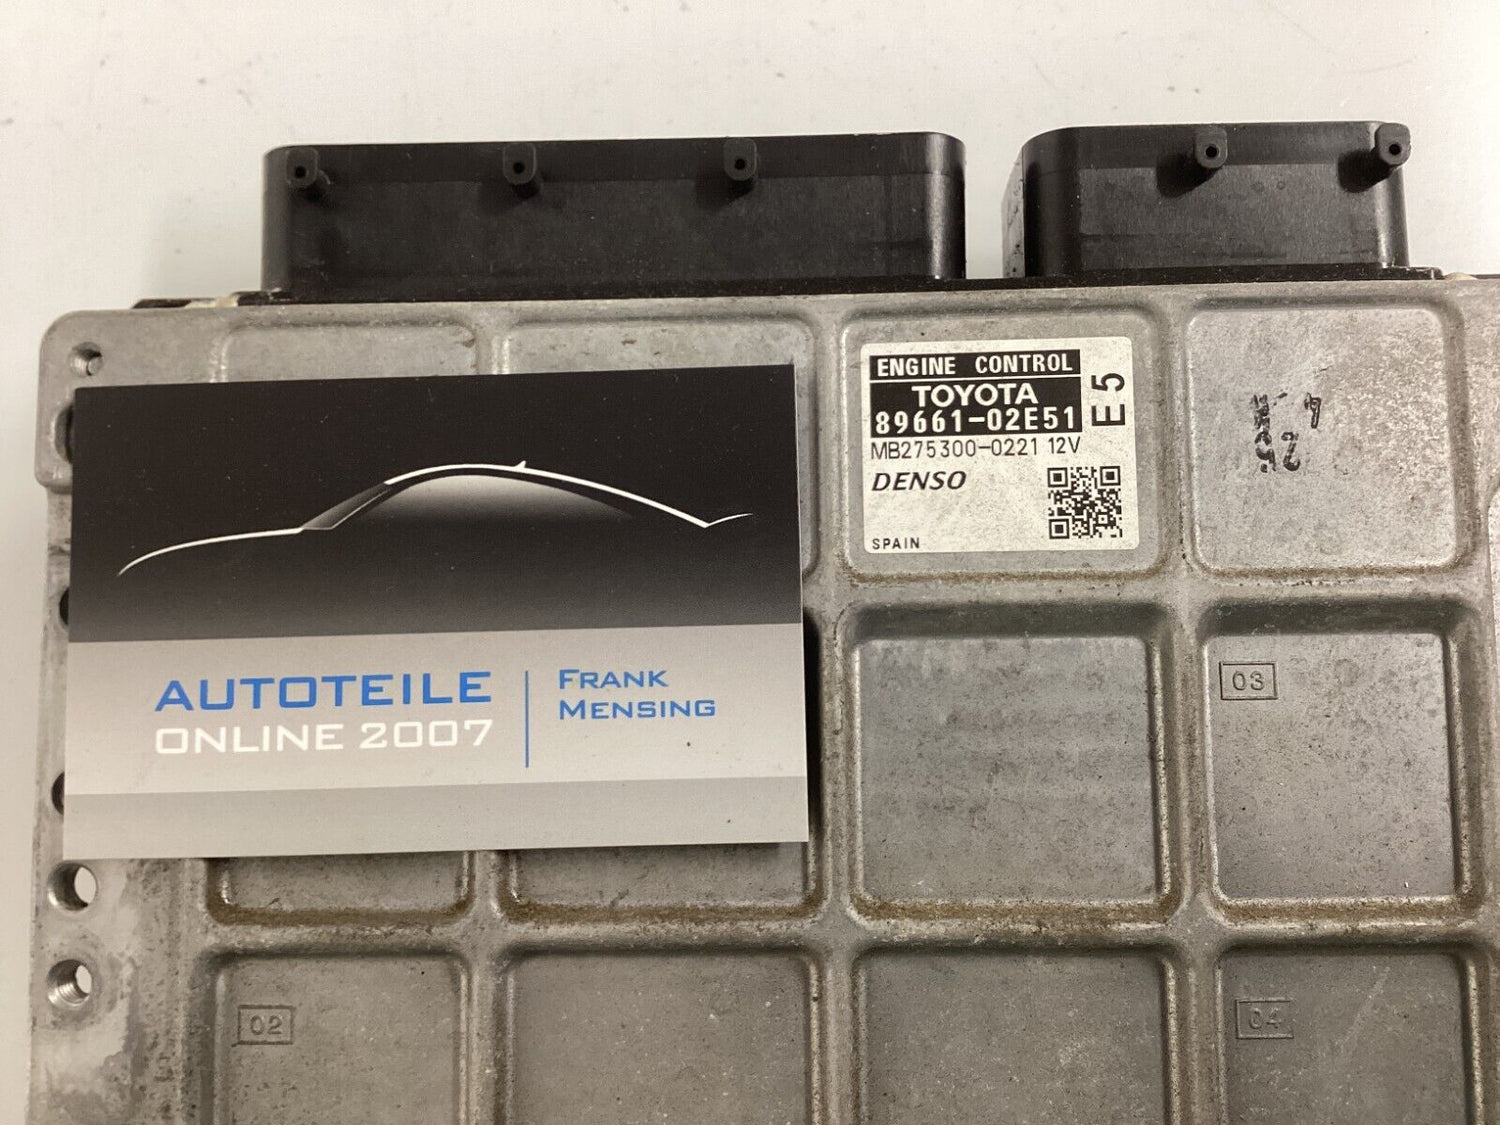 ENGINE CONTROL
TOYOTA
89661-02E51
E5
MB275300-0221 12V
DENSO
SPAIN
AUTOTEILE
ONLINE 2007
FRANK
MENSING
03
02
04